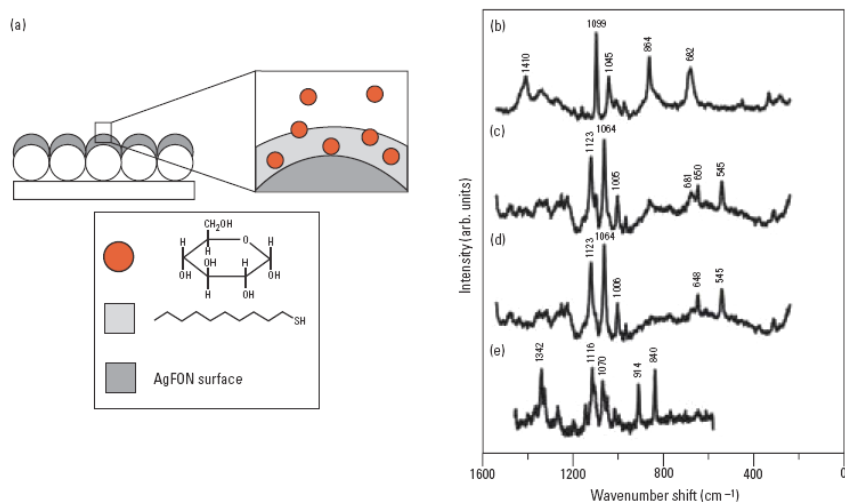 (a)
CH₂OH
H
O
H
H
H
OH
H
OH
OH
H
OH
SH
AgFON surface
(b)
1410
1099
1045
864
682
(c)
1123
1064
1005
681
650
545
(d)
1123
1064
1006
648
545
(e)
1342
1116
1070
914
840
Intensity (arb. units)
1600
1200
800
400
0
Wavenumber shift (cm⁻¹)